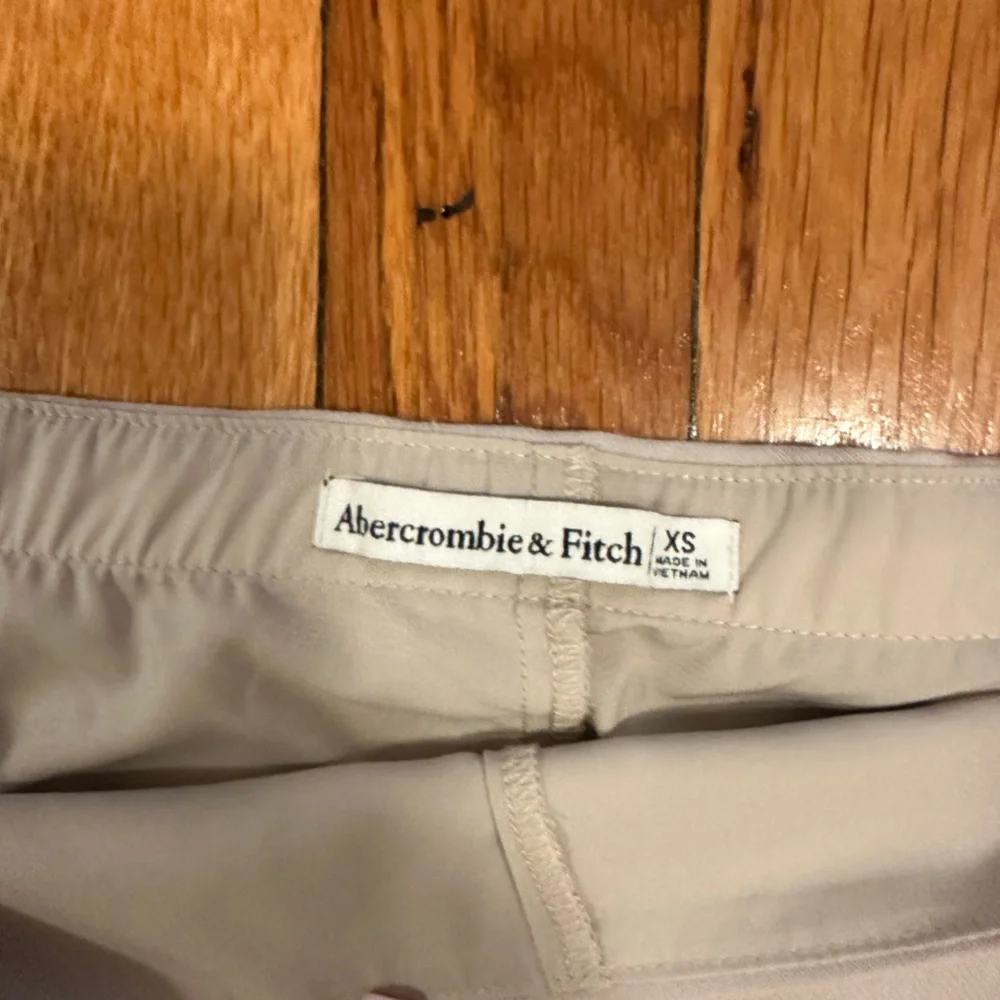 Abercrombie & Fitch
XS
MADE IN
VIETNAM